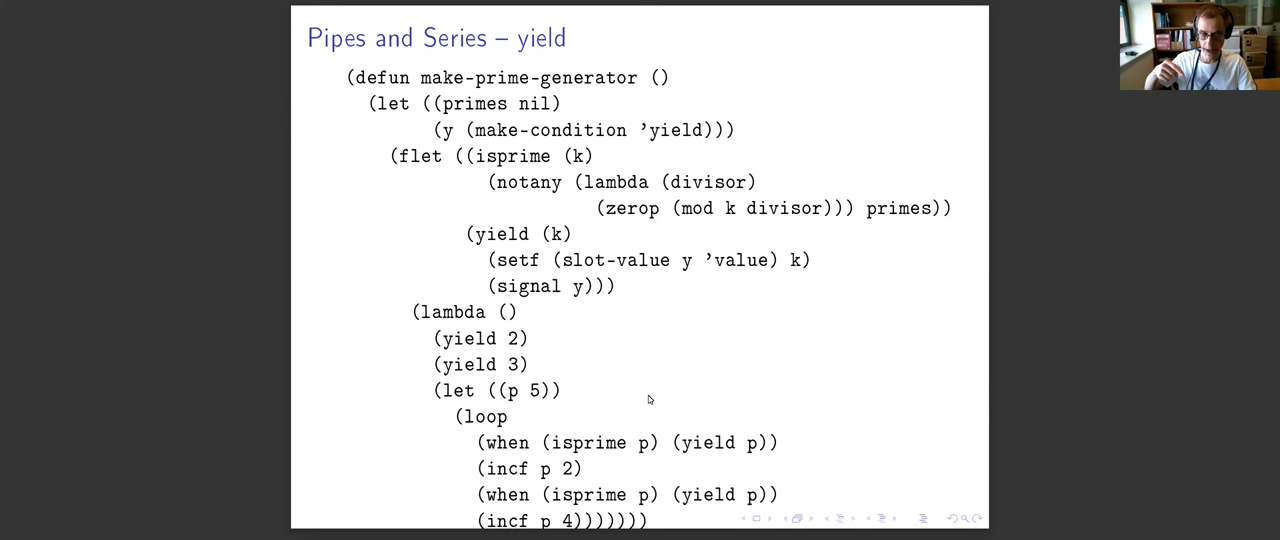 Pipes and Series – yield
(defun make-prime-generator ()
(let ((primes nil)
(y (make-condition ’yield)))
(flet ((isprime (k)
(notany (lambda (divisor)
(zerop (mod k divisor))) primes))
(yield (k)
(setf (slot-value y ’value) k)
(signal y)))
(lambda ()
(yield 2)
(yield 3)
(let ((p 5))
(loop
(when (isprime p) (yield p))
(incf p 2)
(when (isprime p) (yield p))
(incf p 4)))))))